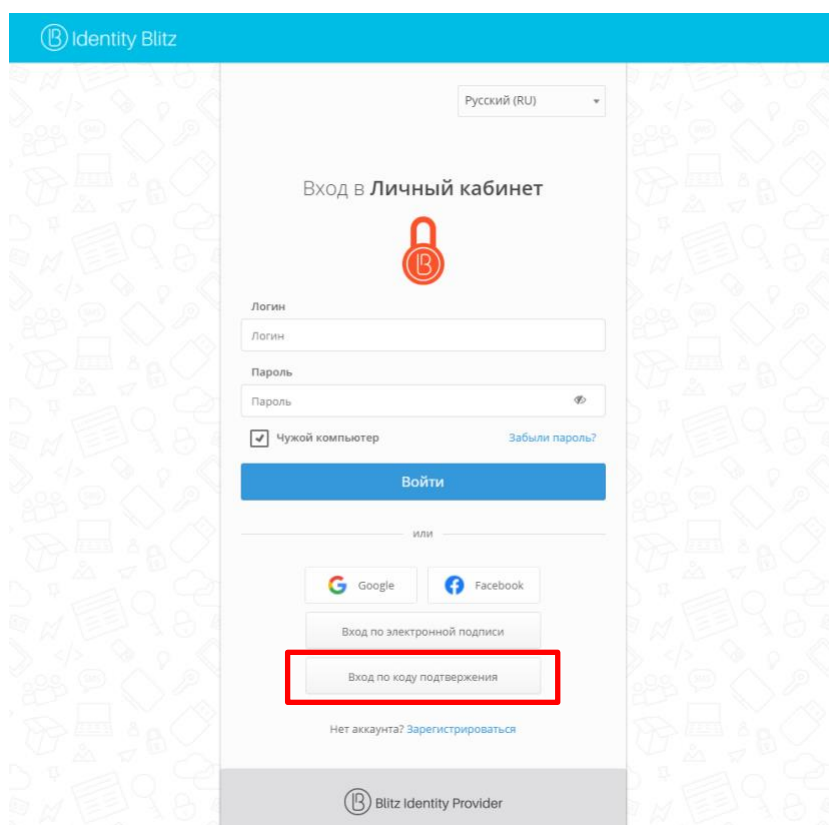 Identity Blitz
Русский (RU)
Вход в Личный кабинет
Логин
Логин
Пароль
Пароль
Чужой компьютер Забыли пароль?
Войти
или
Google Facebook
Вход по электронной подписи
Вход по коду подтвержения
Нет аккаунта? Зарегистрироваться
Blitz Identity Provider